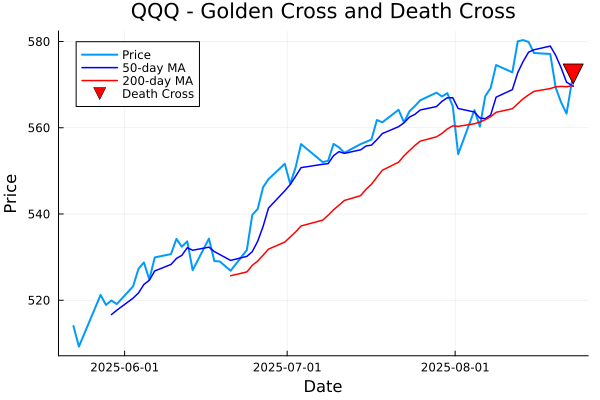 QQQ - Golden Cross and Death Cross
Price
50-day MA
200-day MA
Death Cross
580
560
540
520
Price
2025-06-01
2025-07-01
2025-08-01
Date